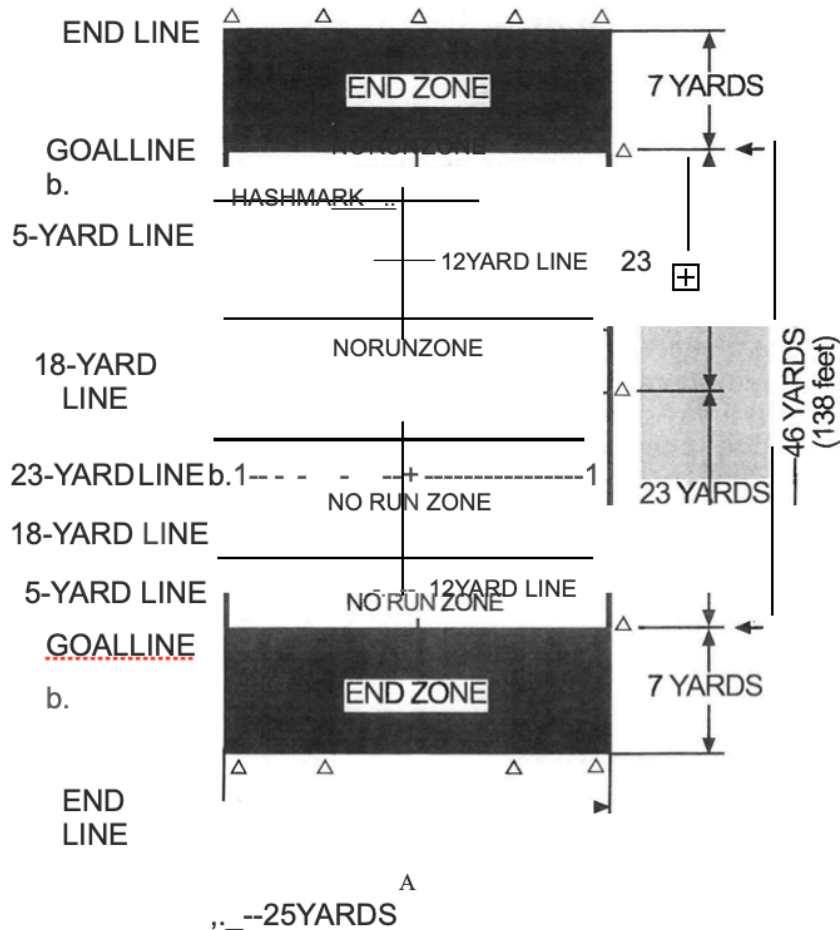 END LINE
END ZONE
7 YARDS
GOALLINE
b.
HASHMARK ..
5-YARD LINE
12YARD LINE
23
NORUNZONE
18-YARD
LINE
46 YARDS
(138 feet)
23-YARD LINE b.1-- - -   -   --+-----------------1
23 YARDS
NO RUN ZONE
18-YARD LINE
5-YARD LINE
12YARD LINE
NO RUN ZONE
GOALLINE
b.
END ZONE
7 YARDS
END
LINE
A
,._--25YARDS